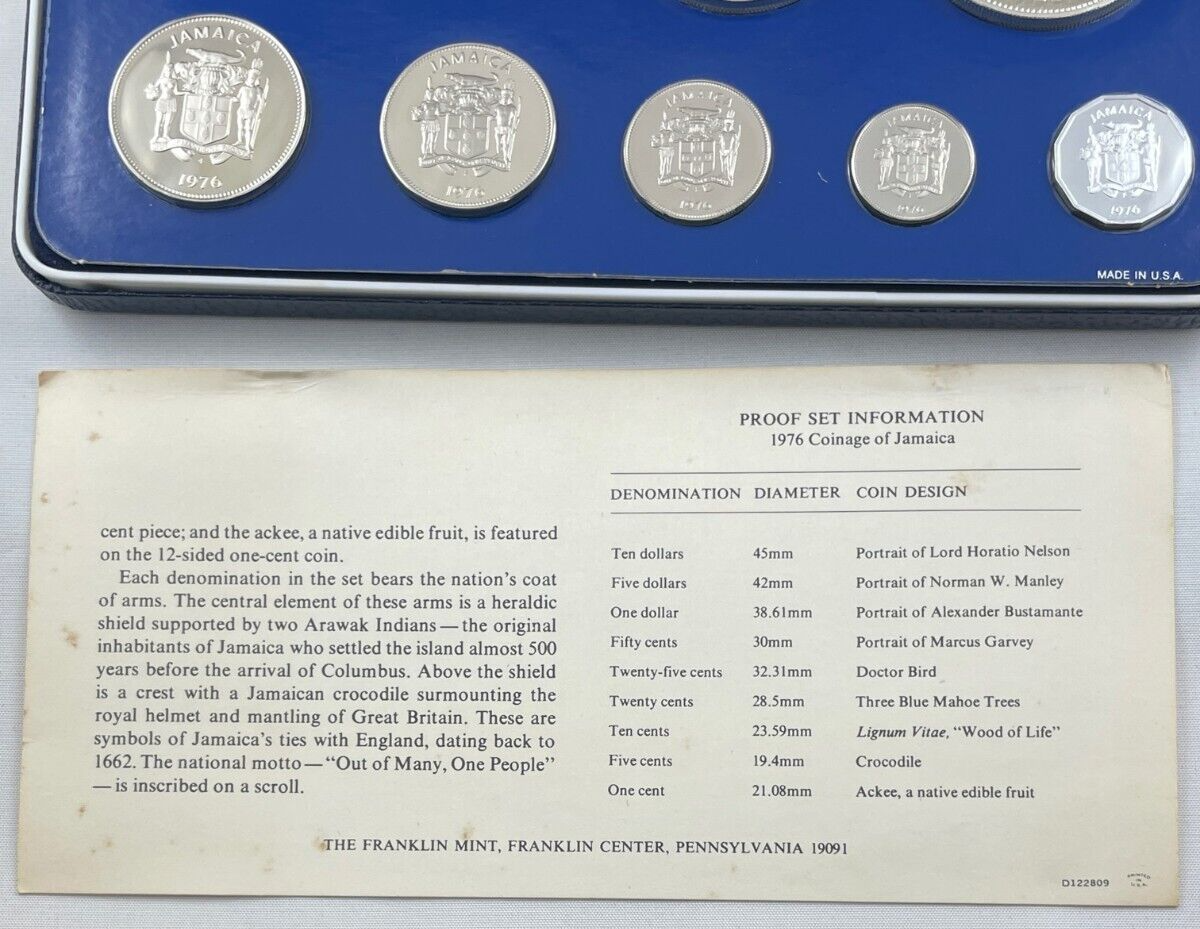 JAMAICA
1976
JAMAICA
1976
JAMAICA
1976
JAMAICA
1976
JAMAICA
1976
MADE IN U.S.A.
cent piece; and the ackee, a native edible fruit, is featured
on the 12-sided one-cent coin.
Each denomination in the set bears the nation's coat
of arms. The central element of these arms is a heraldic
shield supported by two Arawak Indians — the original
inhabitants of Jamaica who settled the island almost 500
years before the arrival of Columbus. Above the shield
is a crest with a Jamaican crocodile surmounting the
royal helmet and mantling of Great Britain. These are
symbols of Jamaica's ties with England, dating back to
1662. The national motto — “Out of Many, One People”
— is inscribed on a scroll.
PROOF SET INFORMATION
1976 Coinage of Jamaica
DENOMINATION DIAMETER COIN DESIGN
Ten dollars 45mm Portrait of Lord Horatio Nelson
Five dollars 42mm Portrait of Norman W. Manley
One dollar 38.61mm Portrait of Alexander Bustamante
Fifty cents 30mm Portrait of Marcus Garvey
Twenty-five cents 32.31mm Doctor Bird
Twenty cents 28.5mm Three Blue Mahoe Trees
Ten cents 23.59mm Lignum Vitae, “Wood of Life”
Five cents 19.4mm Crocodile
One cent 21.08mm Ackee, a native edible fruit
THE FRANKLIN MINT, FRANKLIN CENTER, PENNSYLVANIA 19091
D122809
PRINTED
IN
U.S.A.